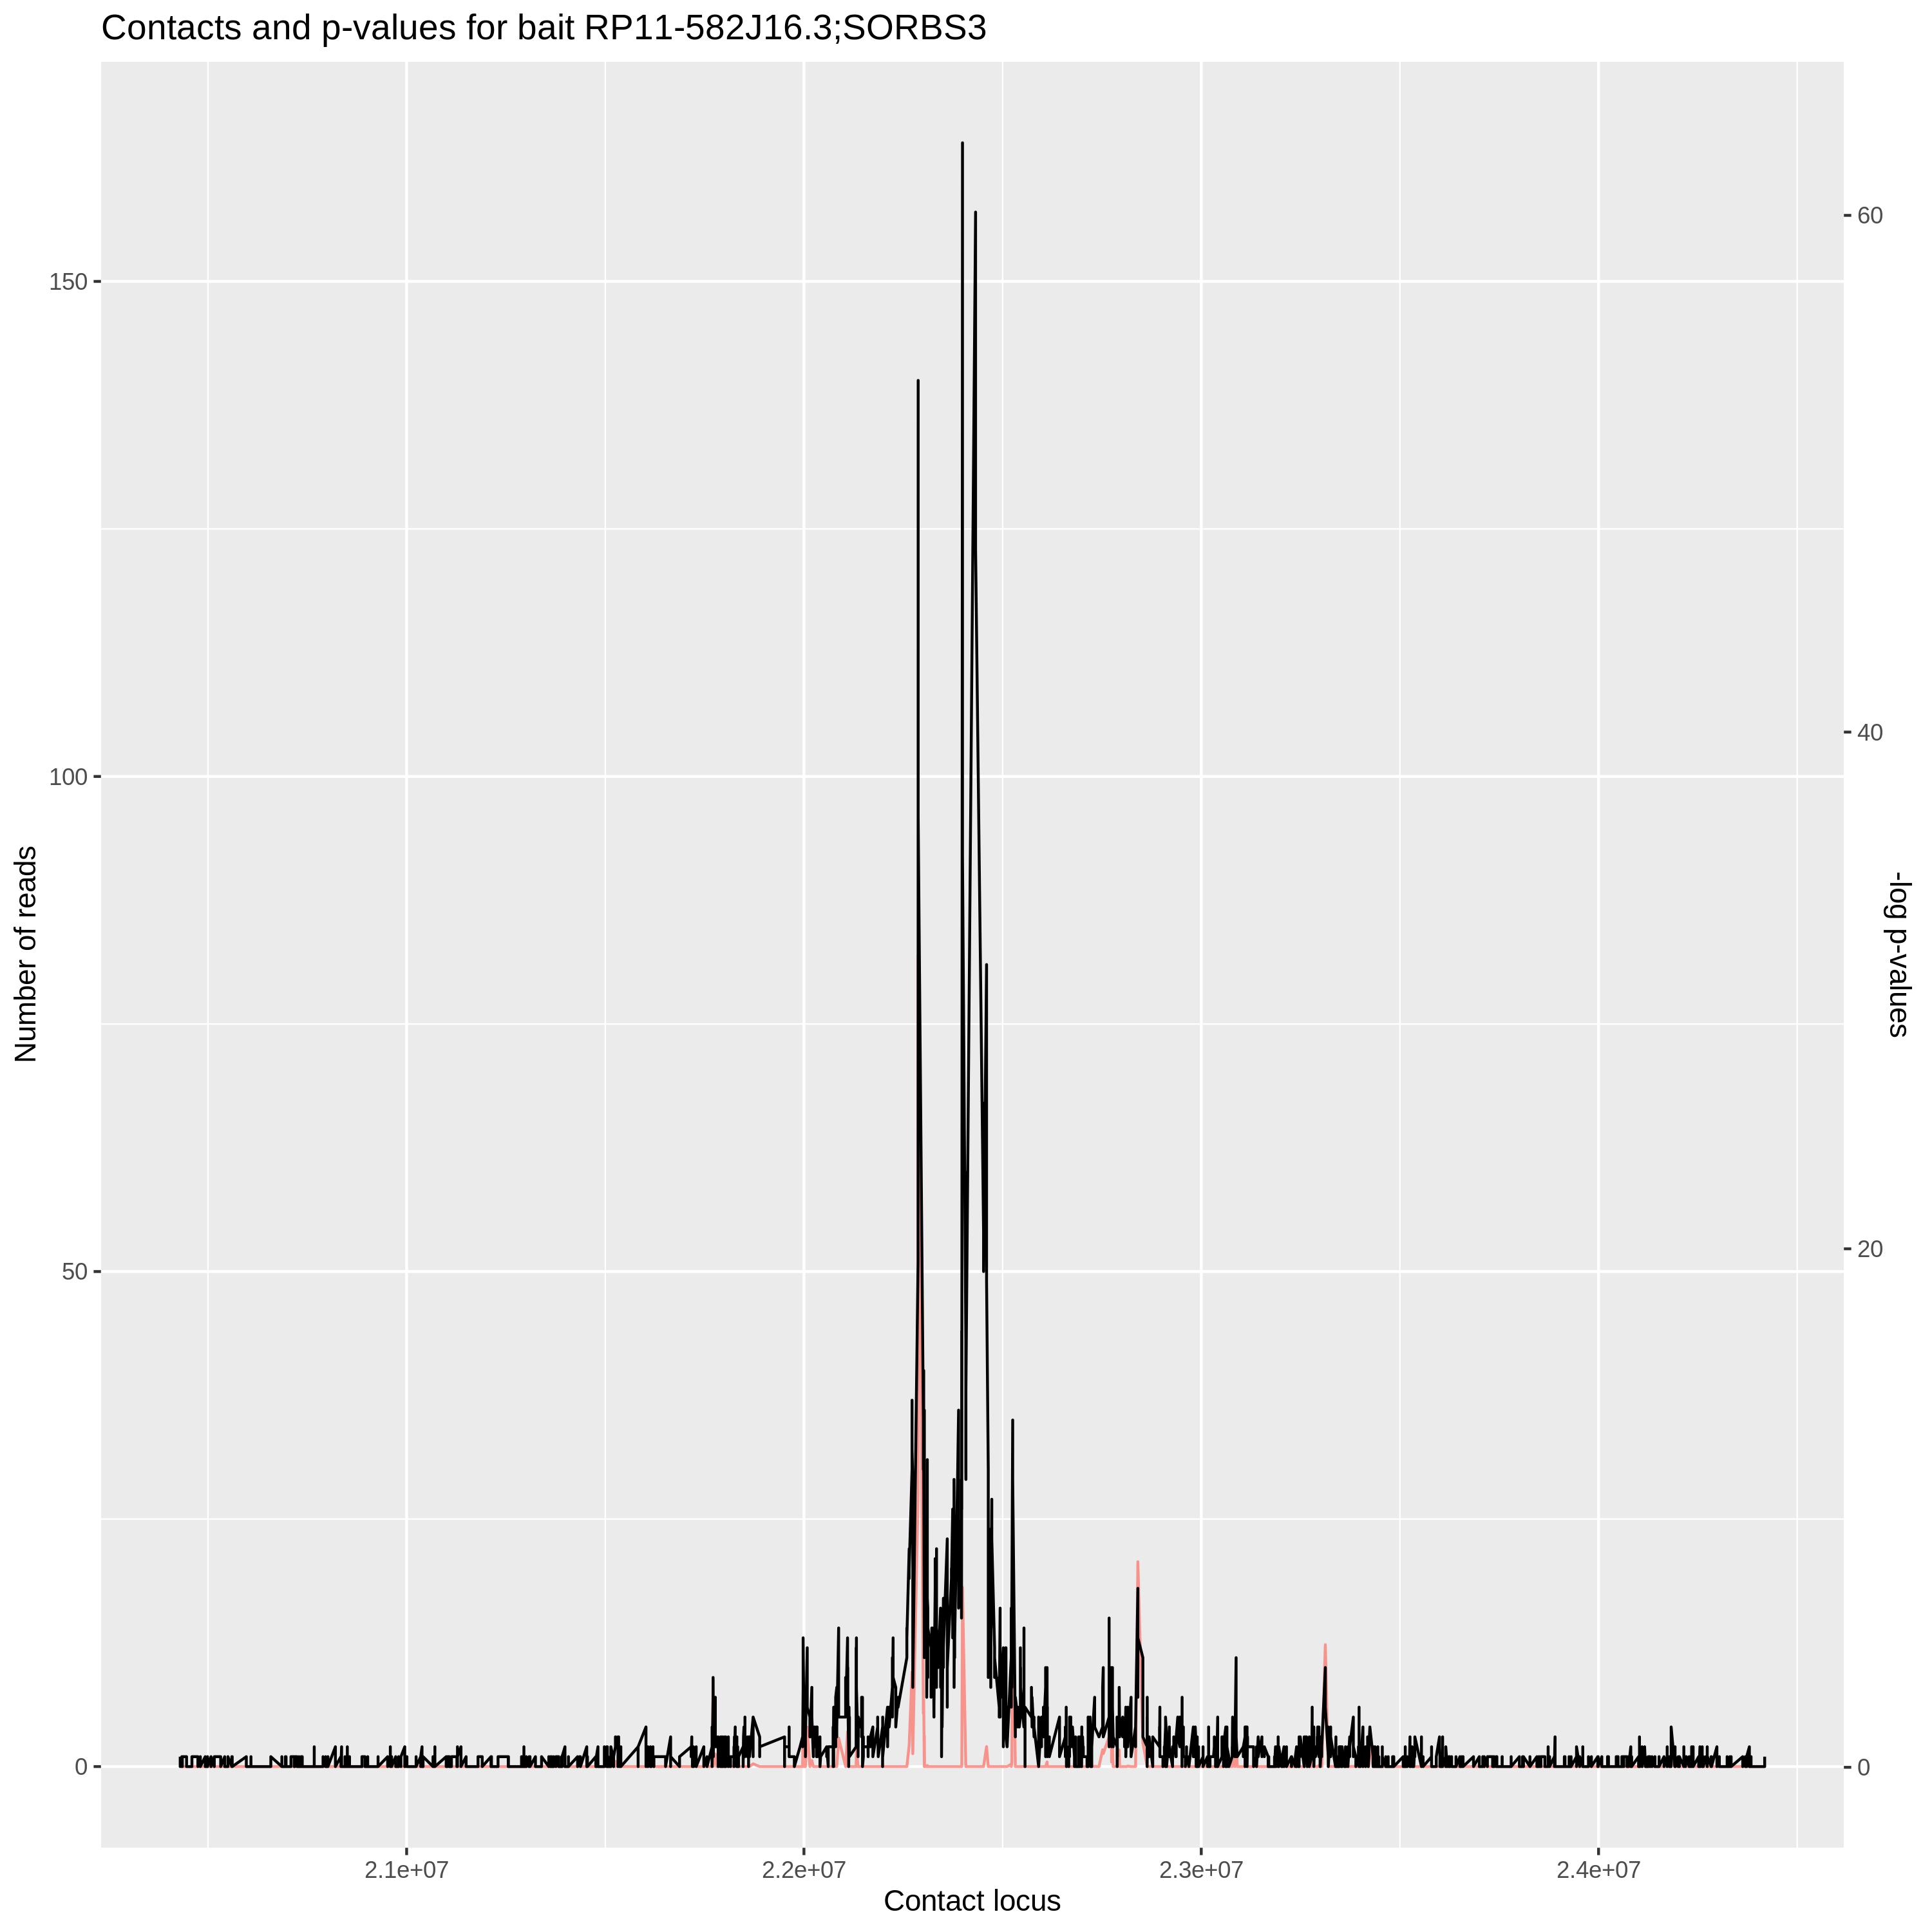 Contacts and p-values for bait RP11-582J16.3;SORBS3
Number of reads
150
100
50
0
60
40
20
0
-log p-values
2.1e+07
2.2e+07
2.3e+07
2.4e+07
Contact locus